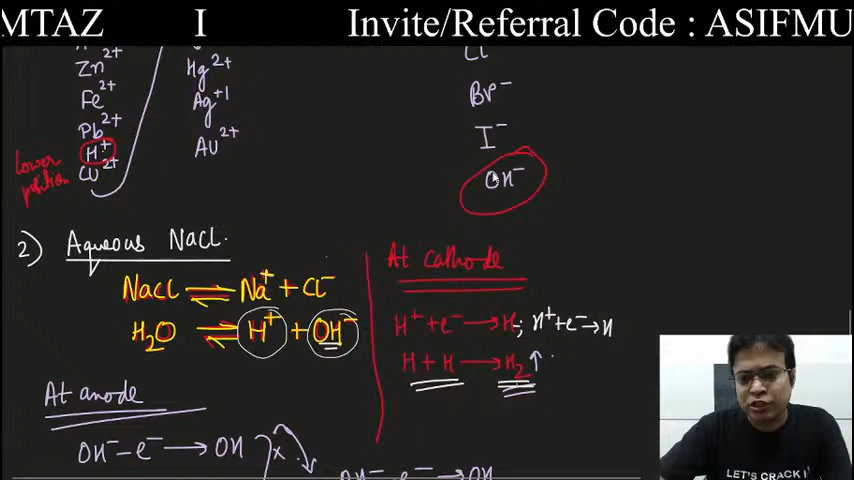 MTAZ I Invite/Referral Code : ASIFMU
Zn2+ Hg2+ Cl
Fe2+ Ag+1 Br-
Pb2+ Au2+ I-
H+
lower position
Cu2+
OH-
2) Aqueous NaCl.
NaCl ⇌ Na+ + Cl-
H2O ⇌ H+ + OH-
At cathode
H+ + e- → H ; H+ + e- → H
H + H → H2 ↑
At anode
OH- - e- → OH x
OH- - e- → OH
LET'S CRACK I